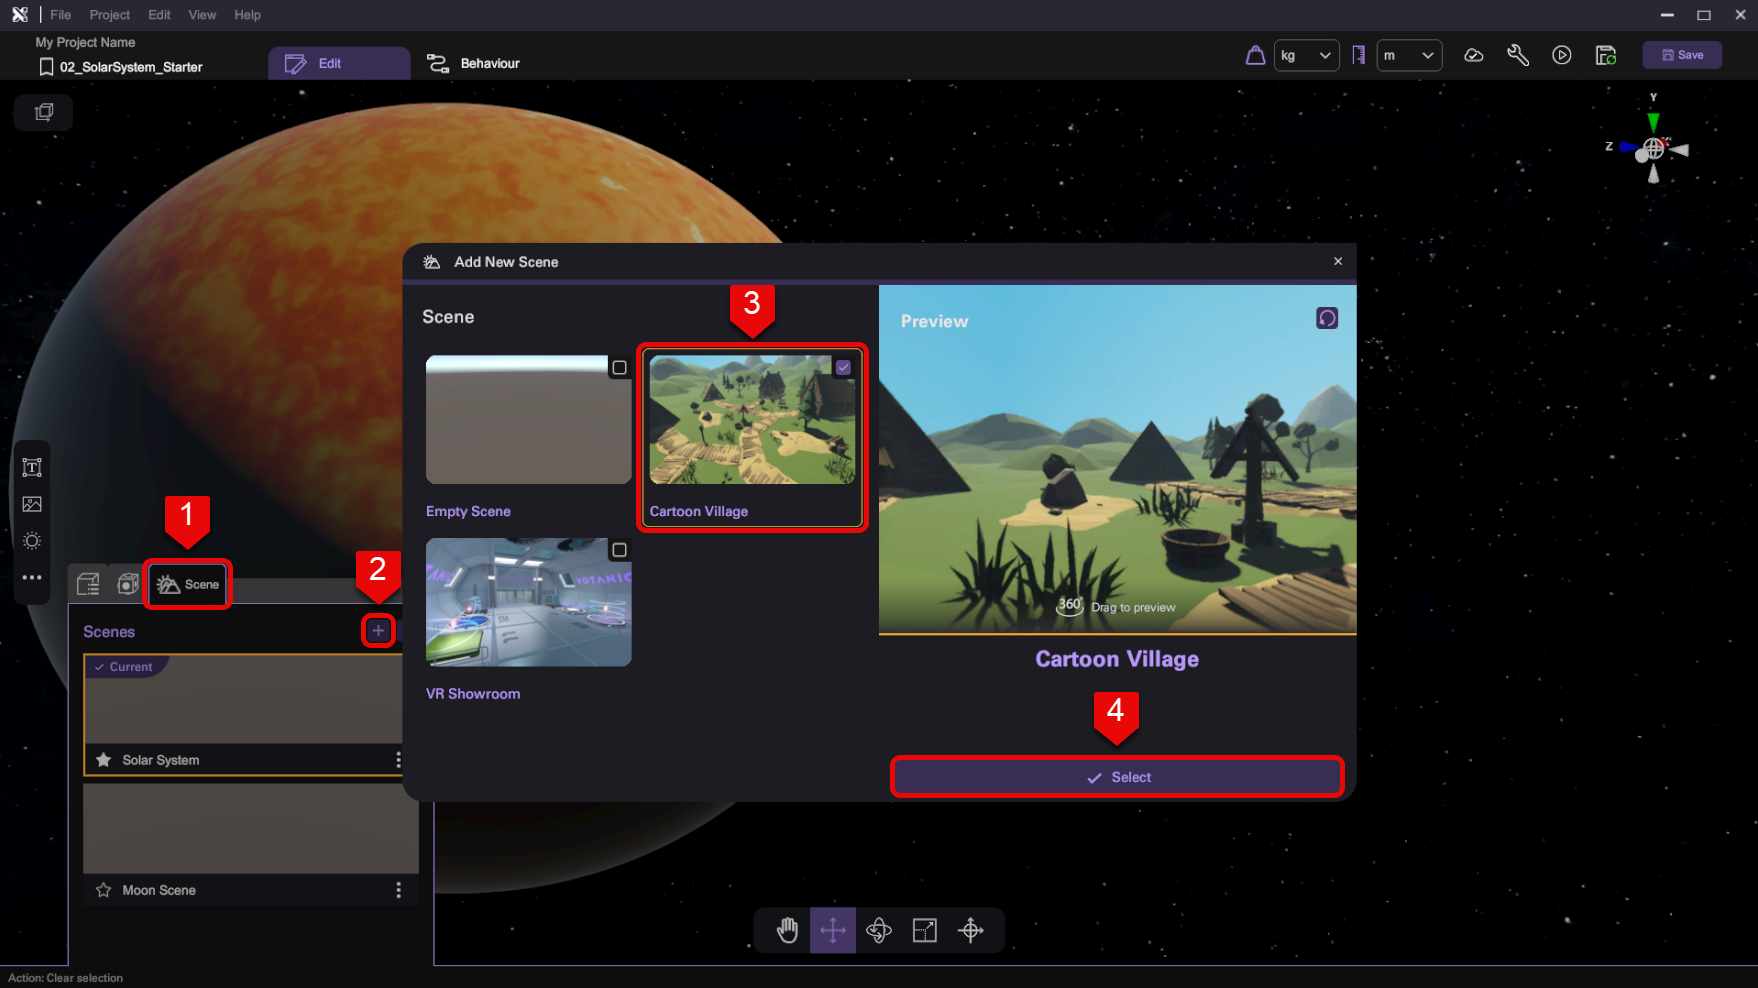 File Project Edit View Help
My Project Name
02_SolarSystem_Starter
Edit
Behaviour
kg
m
Save
Y
Z
Add New Scene
Scene
3
Preview
Empty Scene
Cartoon Village
VOTANIC
VR Showroom
360°
Drag to preview
Cartoon Village
4
Select
1
2
Scene
Scenes
Current
Solar System
Moon Scene
Action: Clear selection